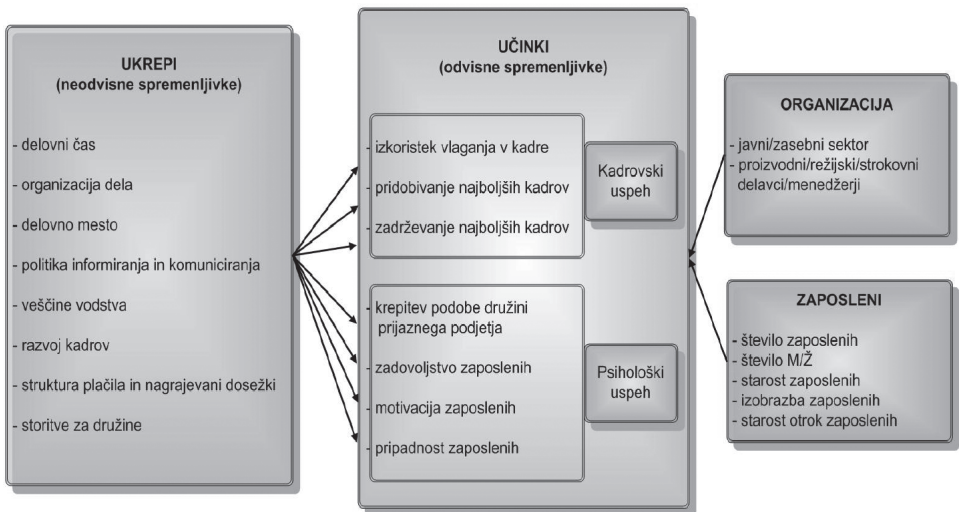 UKREPI
(neodvisne spremenljivke)
- delovni čas
- organizacija dela
- delovno mesto
- politika informiranja in komuniciranja
- veščine vodstva
- razvoj kadrov
- struktura plačila in nagrajevani dosežki
- storitve za družine
UČINKI
(odvisne spremenljivke)
- izkoristek vlaganja v kadre
- pridobivanje najboljših kadrov
- zadrževanje najboljših kadrov
Kadrovski
uspeh
- krepitev podobe družini
prijaznega podjetja
- zadovoljstvo zaposlenih
- motivacija zaposlenih
- pripadnost zaposlenih
Psihološki
uspeh
ORGANIZACIJA
- javni/zasebni sektor
- proizvodni/režijski/strokovni
delavci/menedžerji
ZAPOSLENI
- število zaposlenih
- število M/Ž
- starost zaposlenih
- izobrazba zaposlenih
- starost otrok zaposlenih